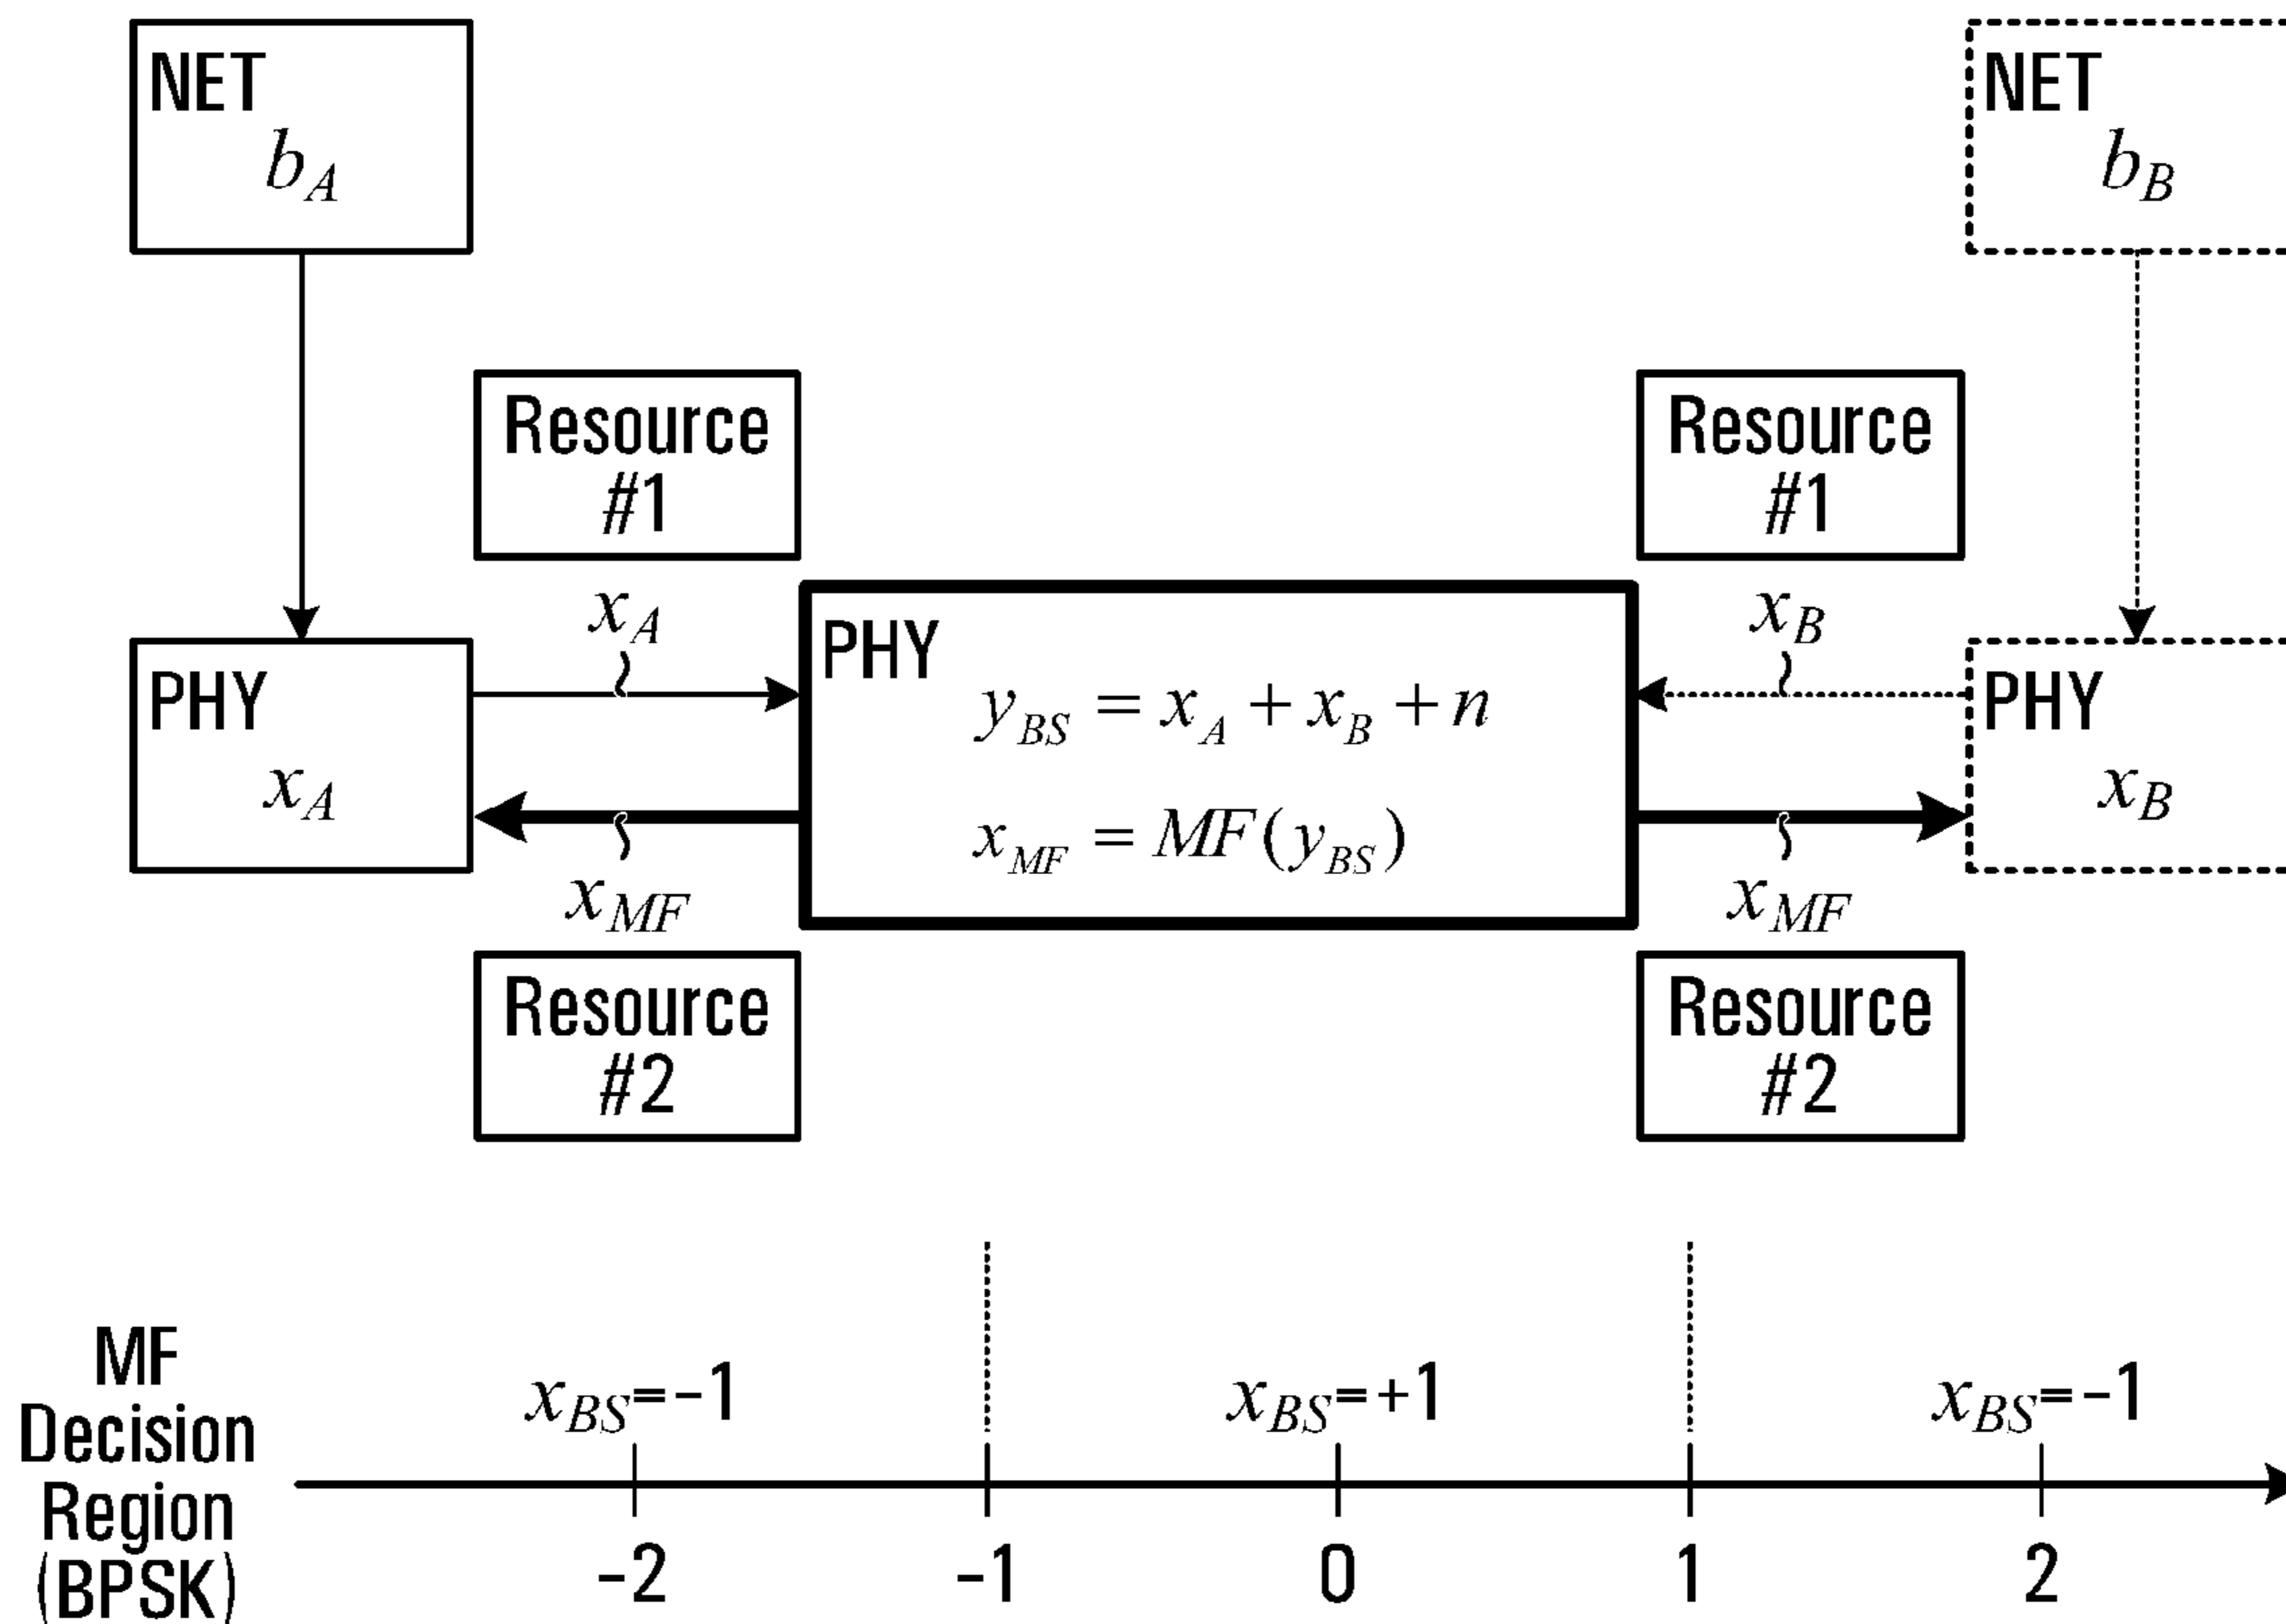 NET
b_A
NET
b_B
Resource
#1
Resource
#1
x_A
x_B
PHY
x_A
PHY
y_BS = x_A + x_B + n
x_MF = MF(y_BS)
PHY
x_B
x_MF
x_MF
Resource
#2
Resource
#2
MF
Decision
Region
(BPSK)
x_BS=-1
x_BS=+1
x_BS=-1
-2
-1
0
1
2